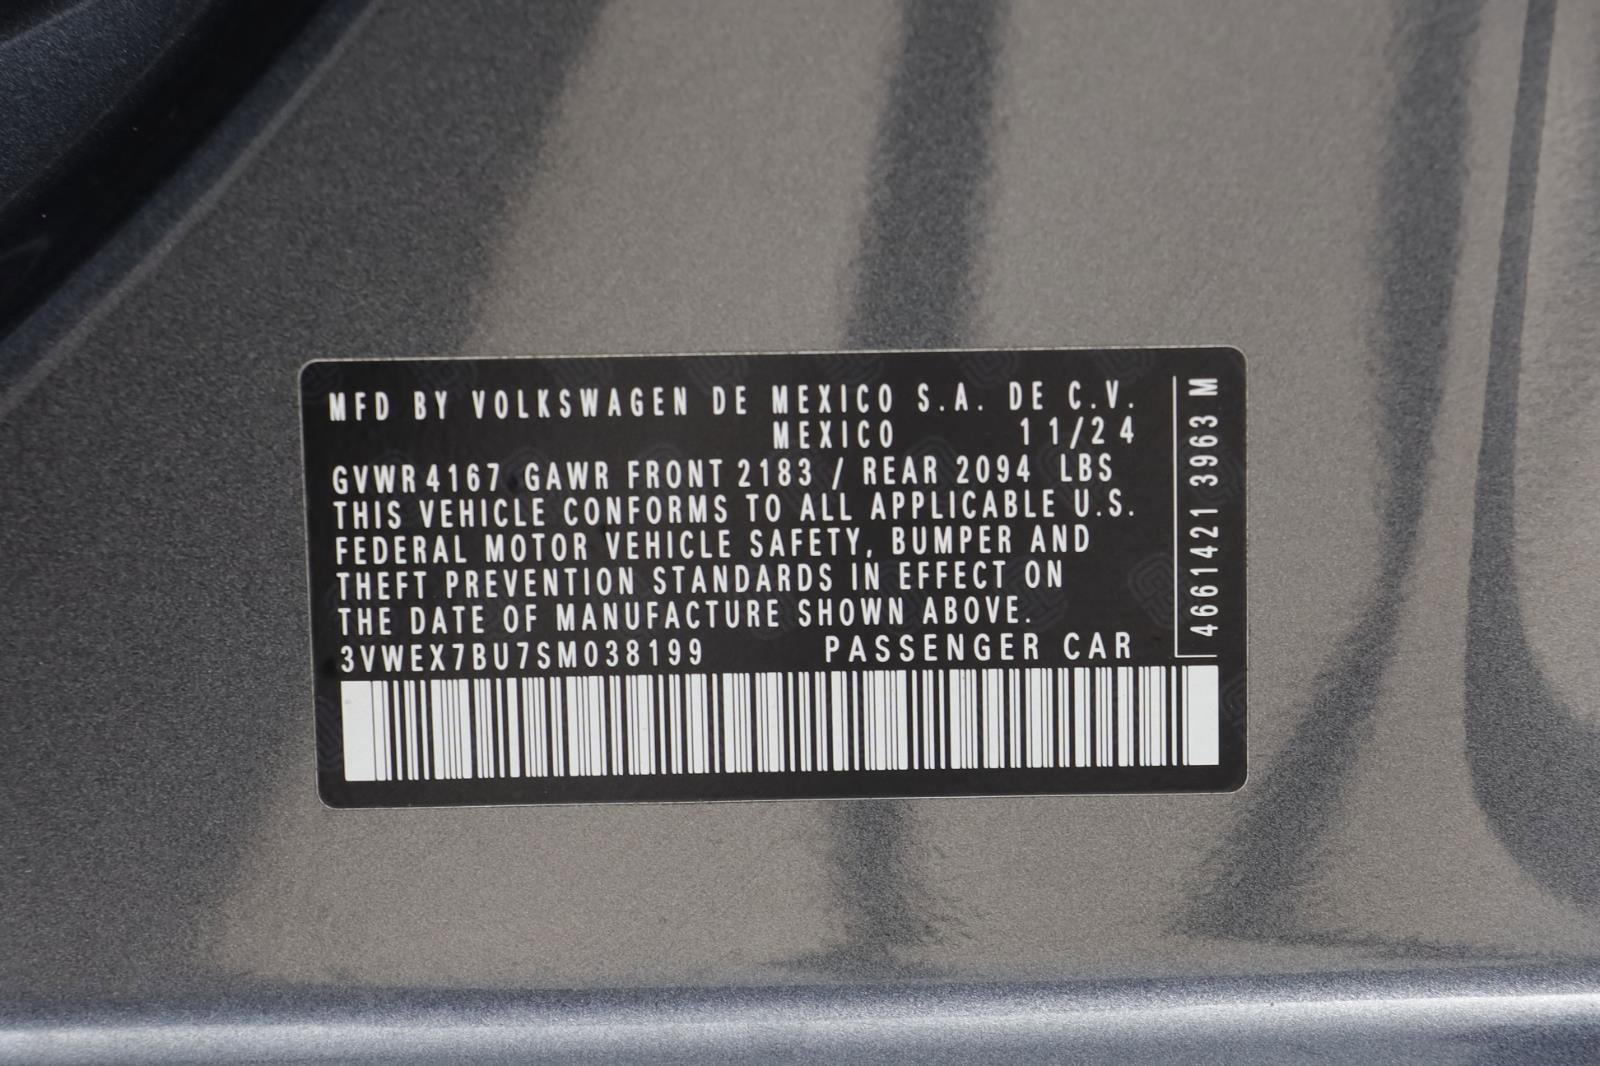 MFD BY VOLKSWAGEN DE MEXICO S.A. DE C.V.
MEXICO 11/24
GVWR 4167 GAWR FRONT 2183 / REAR 2094 LBS
THIS VEHICLE CONFORMS TO ALL APPLICABLE U.S.
FEDERAL MOTOR VEHICLE SAFETY, BUMPER AND
THEFT PREVENTION STANDARDS IN EFFECT ON
THE DATE OF MANUFACTURE SHOWN ABOVE.
3VWEX7BU7SM038199 PASSENGER CAR
4661421 3963 M